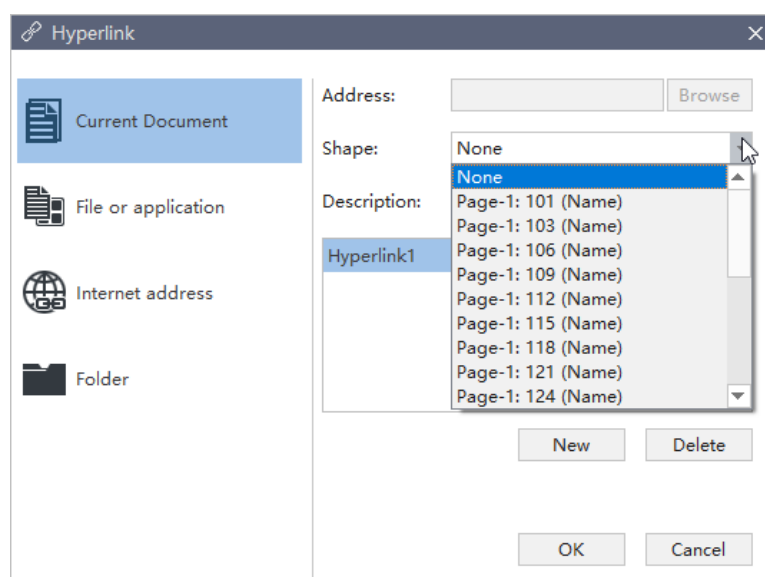 Hyperlink
Current Document
File or application
Internet address
Folder
Address:
Browse
Shape:
None
None
Page-1: 101 (Name)
Page-1: 103 (Name)
Page-1: 106 (Name)
Page-1: 109 (Name)
Page-1: 112 (Name)
Page-1: 115 (Name)
Page-1: 118 (Name)
Page-1: 121 (Name)
Page-1: 124 (Name)
Description:
Hyperlink1
New
Delete
OK
Cancel